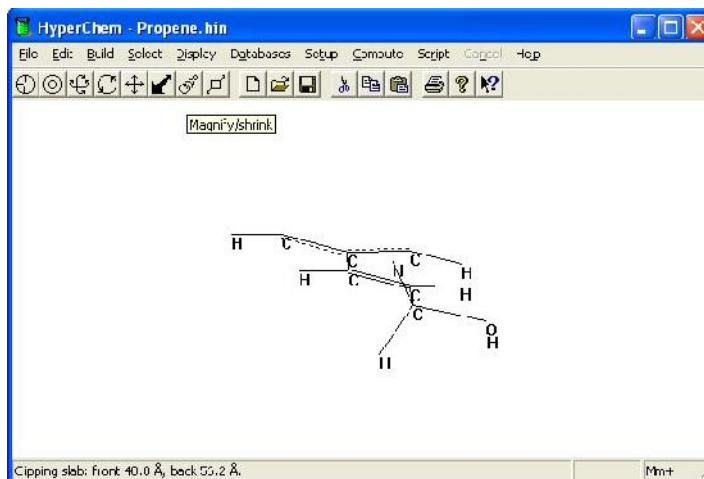 HyperChem - Propene.hin
File Edit Build Select Display Databases Setup Compute Script Cancel Help
Magnify/shrink
H C C C H
H C N H
C
C O
H H
Clipping slab: front 40.0 Å, back 55.2 Å.
Mm+